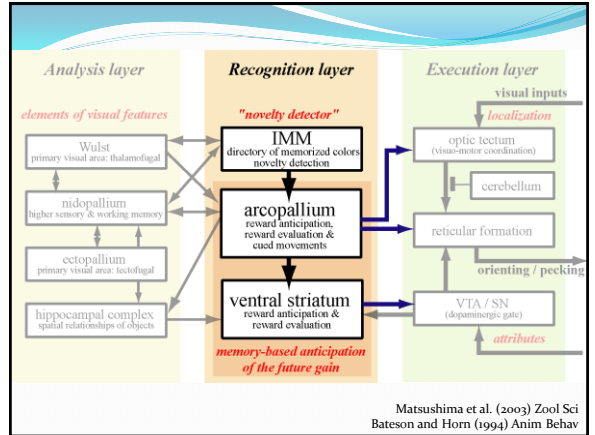 Analysis layer
elements of visual features
Wulst
primary visual area: thalamofugal
nidopallium
higher sensory & working memory
ectopallium
primary visual area: tectofugal
hippocampal complex
spatial relationships of objects
Recognition layer
"novelty detector"
IMM
directory of memorized colors
novelty detection
arcopallium
reward anticipation,
reward evaluation &
cued movements
ventral striatum
reward anticipation &
reward evaluation
memory-based anticipation
of the future gain
Execution layer
visual inputs
localization
optic tectum
(visuo-motor coordination)
cerebellum
reticular formation
orienting / pecking
VTA / SN
(dopaminergic gate)
attributes
Matsushima et al. (2003) Zool Sci
Bateson and Horn (1994) Anim Behav